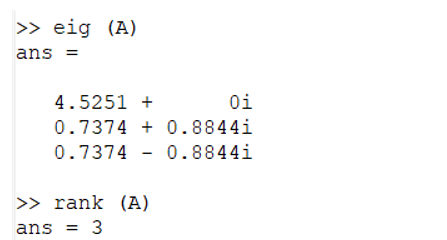 >> eig (A)
ans =
4.5251 + 0i
0.7374 + 0.8844i
0.7374 - 0.8844i
>> rank (A)
ans = 3